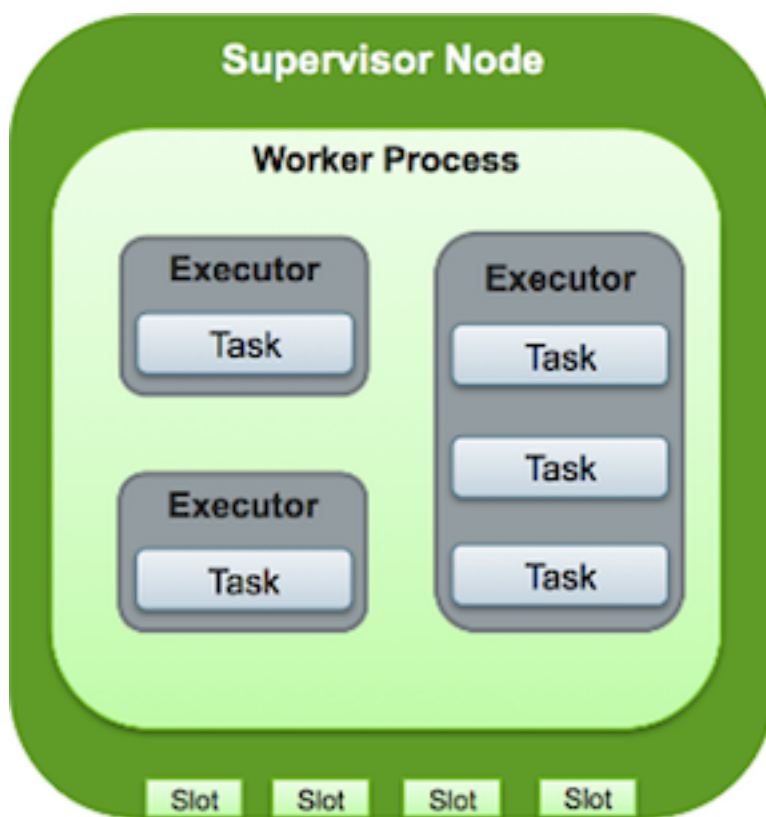 Supervisor Node
Worker Process
Executor
Task
Executor
Task
Executor
Task
Task
Task
Slot
Slot
Slot
Slot